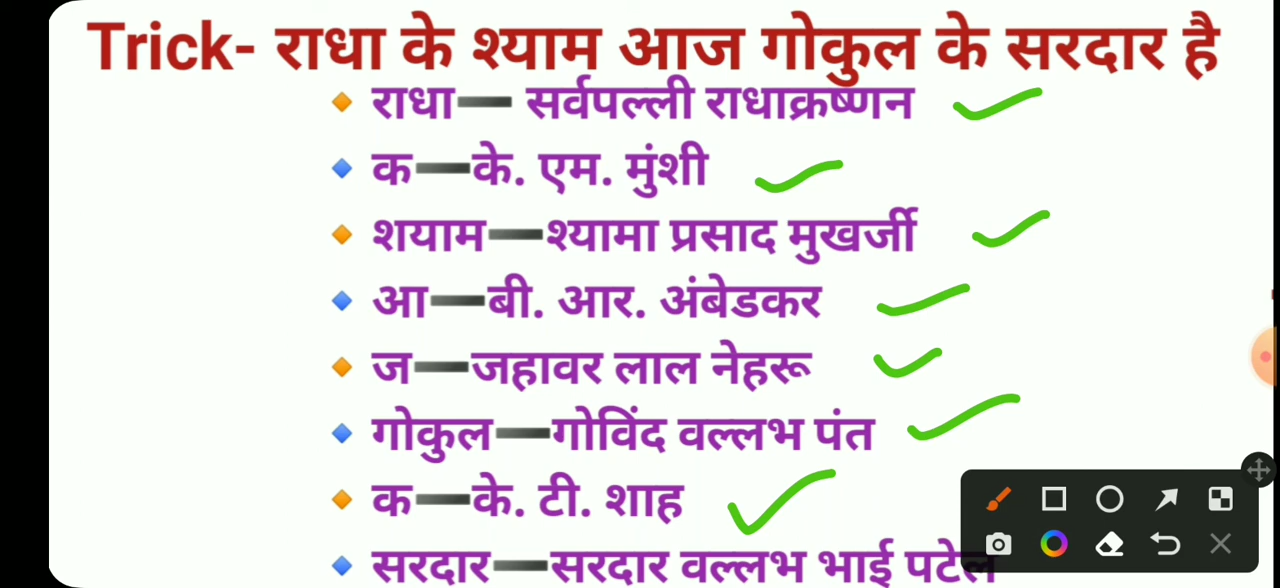 Trick- राधा के श्याम आज गोकुल के सरदार है
राधा— सर्वपल्ली राधाक्रष्णन
क—के. एम. मुंशी
शयाम—श्यामा प्रसाद मुखर्जी
आ—बी. आर. अंबेडकर
ज—जहावर लाल नेहरू
गोकुल—गोविंद वल्लभ पंत
क—के. टी. शाह
सरदार—सरदार वल्लभ भाई पटेल